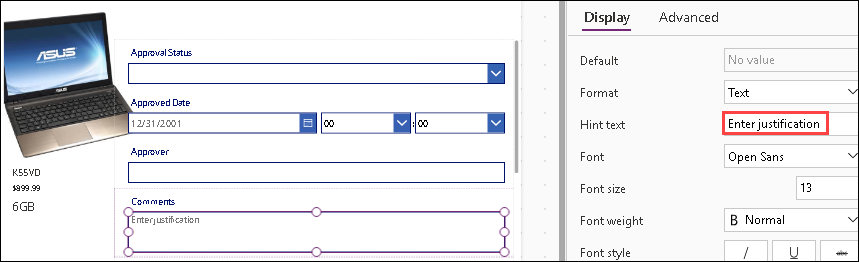 ASUS
ASUS
K55VD
$899.99
6GB
Approval Status
Approved Date
12/31/2001
00
:
00
Approver
Comments
Enter justification
Display
Advanced
Default
No value
Format
Text
Hint text
Enter justification
Font
Open Sans
Font size
13
Font weight
B Normal
Font style
/ U abc